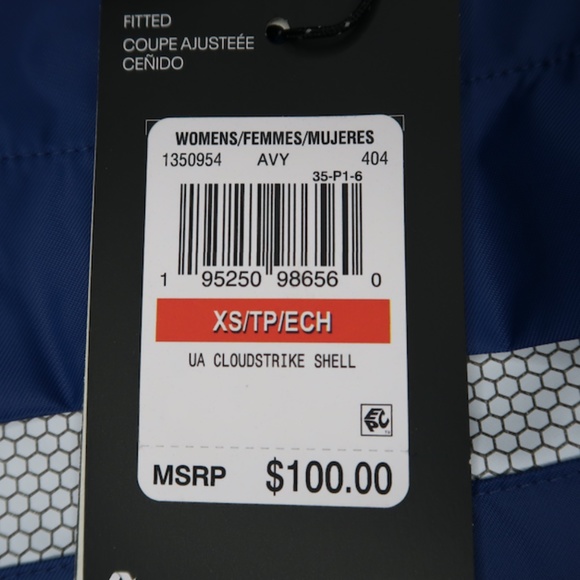 FITTED
COUPE AJUSTEÉE
CEÑIDO
WOMENS/FEMMES/MUJERES
1350954 AVY 404
35-P1-6
1 95250 98656 0
XS/TP/ECH
UA CLOUDSTRIKE SHELL
EPC
MSRP $100.00